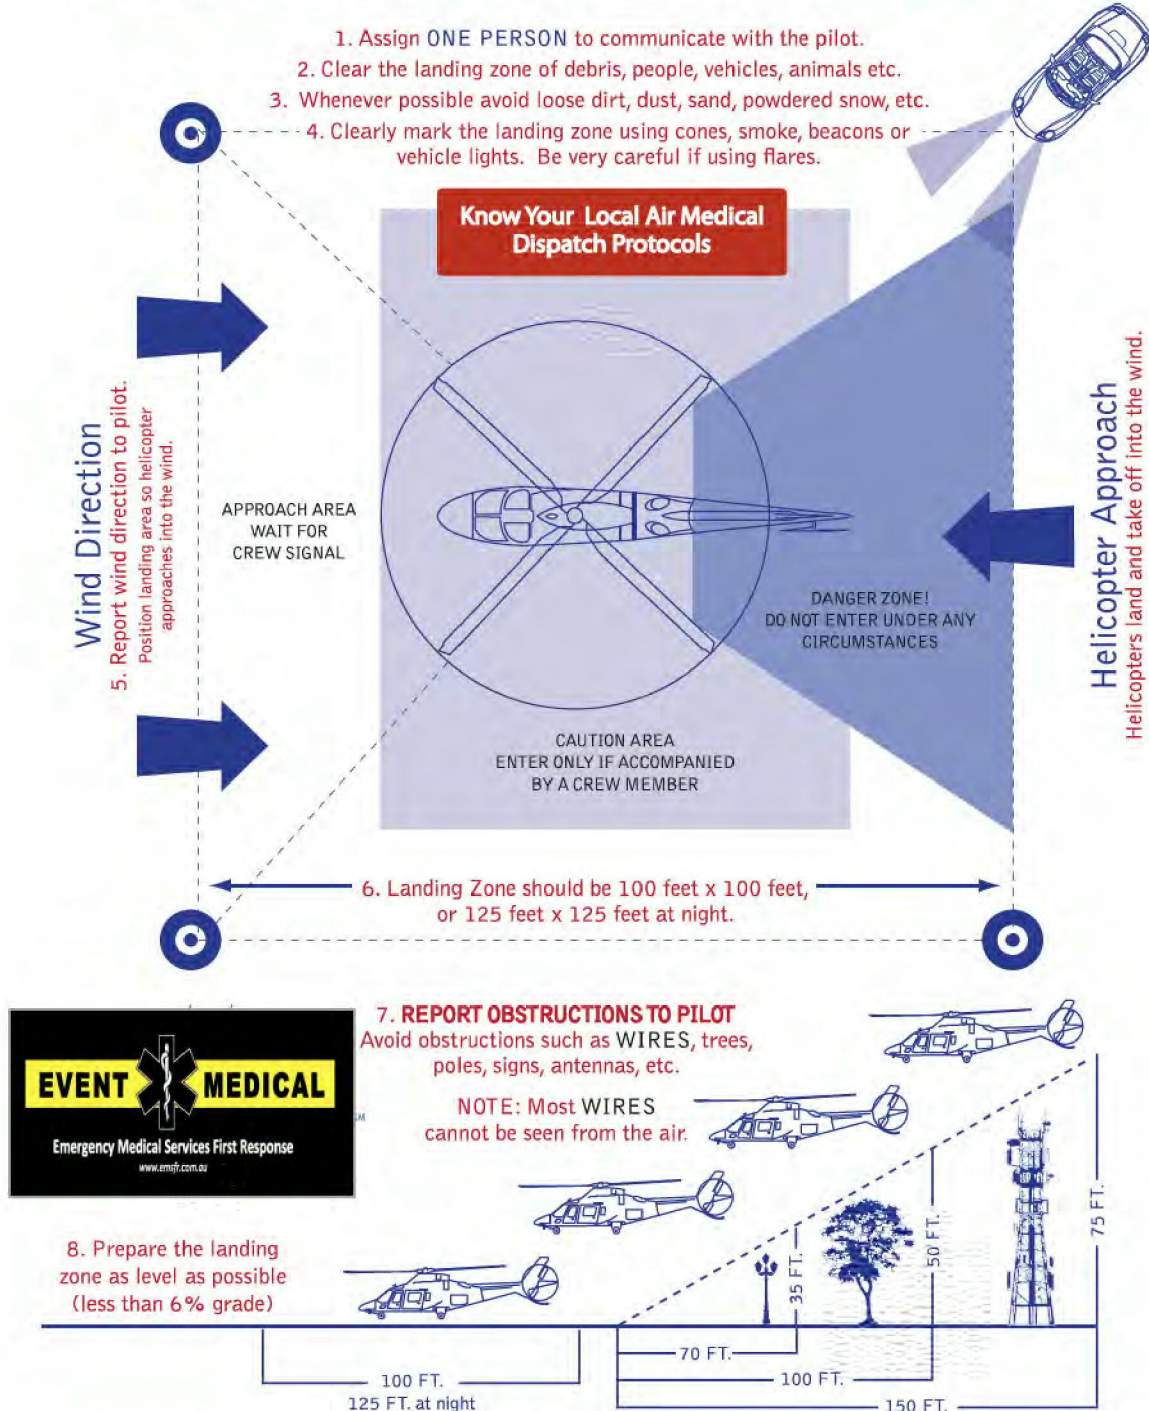 1. Assign ONE PERSON to communicate with the pilot.
2. Clear the landing zone of debris, people, vehicles, animals etc.
3. Whenever possible avoid loose dirt, dust, sand, powdered snow, etc.
4. Clearly mark the landing zone using cones, smoke, beacons or
vehicle lights. Be very careful if using flares.
Know Your Local Air Medical
Dispatch Protocols
Wind Direction
5. Report wind direction to pilot.
Position landing area so helicopter
approaches into the wind.
APPROACH AREA
WAIT FOR
CREW SIGNAL
DANGER ZONE!
DO NOT ENTER UNDER ANY
CIRCUMSTANCES
Helicopter Approach
Helicopters land and take off into the wind.
CAUTION AREA
ENTER ONLY IF ACCOMPANIED
BY A CREW MEMBER
6. Landing Zone should be 100 feet x 100 feet,
or 125 feet x 125 feet at night.
7. REPORT OBSTRUCTIONS TO PILOT
Avoid obstructions such as WIRES, trees,
poles, signs, antennas, etc.
NOTE: Most WIRES
cannot be seen from the air.
EVENT MEDICAL
Emergency Medical Services First Response
www.emsfr.com.au
SM
8. Prepare the landing
zone as level as possible
(less than 6% grade)
35 FT.
50 FT.
75 FT.
70 FT.
100 FT.
150 FT.
100 FT.
125 FT. at night